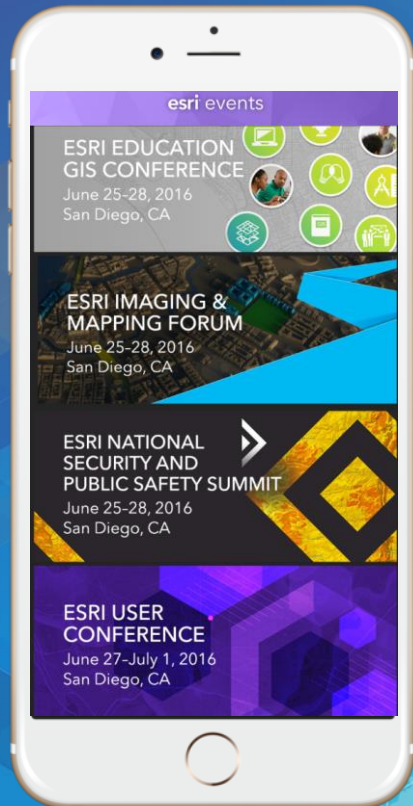 esri events
ESRI EDUCATION
GIS CONFERENCE
June 25-28, 2016
San Diego, CA
ESRI IMAGING &
MAPPING FORUM
June 25-28, 2016
San Diego, CA
ESRI NATIONAL
SECURITY AND
PUBLIC SAFETY SUMMIT
June 25-28, 2016
San Diego, CA
ESRI USER
CONFERENCE
June 27-July 1, 2016
San Diego, CA